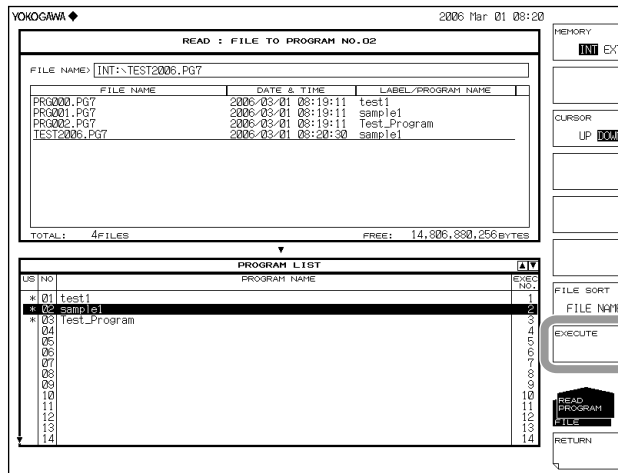 YOKOGAWA ◆ 2006 Mar 01 08:20
READ : FILE TO PROGRAM NO.02
FILE NAME> INT:\TEST2006.PG7
FILE NAME DATE & TIME LABEL/PROGRAM NAME
PRG000.PG7 2006/03/01 08:19:11 test1
PRG001.PG7 2006/03/01 08:19:11 sample1
PRG002.PG7 2006/03/01 08:19:11 Test_Program
TEST2006.PG7 2006/03/01 08:20:30 sample1
TOTAL: 4FILES FREE: 14,806,880,256BYTES
PROGRAM LIST
US NO PROGRAM NAME EXEC NO.
* 01 test1 1
* 02 sample1 2
* 03 Test_Program 3
04 4
05 5
06 6
07 7
08 8
09 9
10 10
11 11
12 12
13 13
14 14
MEMORY
INT EXT
CURSOR
UP DOWN
FILE SORT
FILE NAME
EXECUTE
READ
PROGRAM
FILE
RETURN